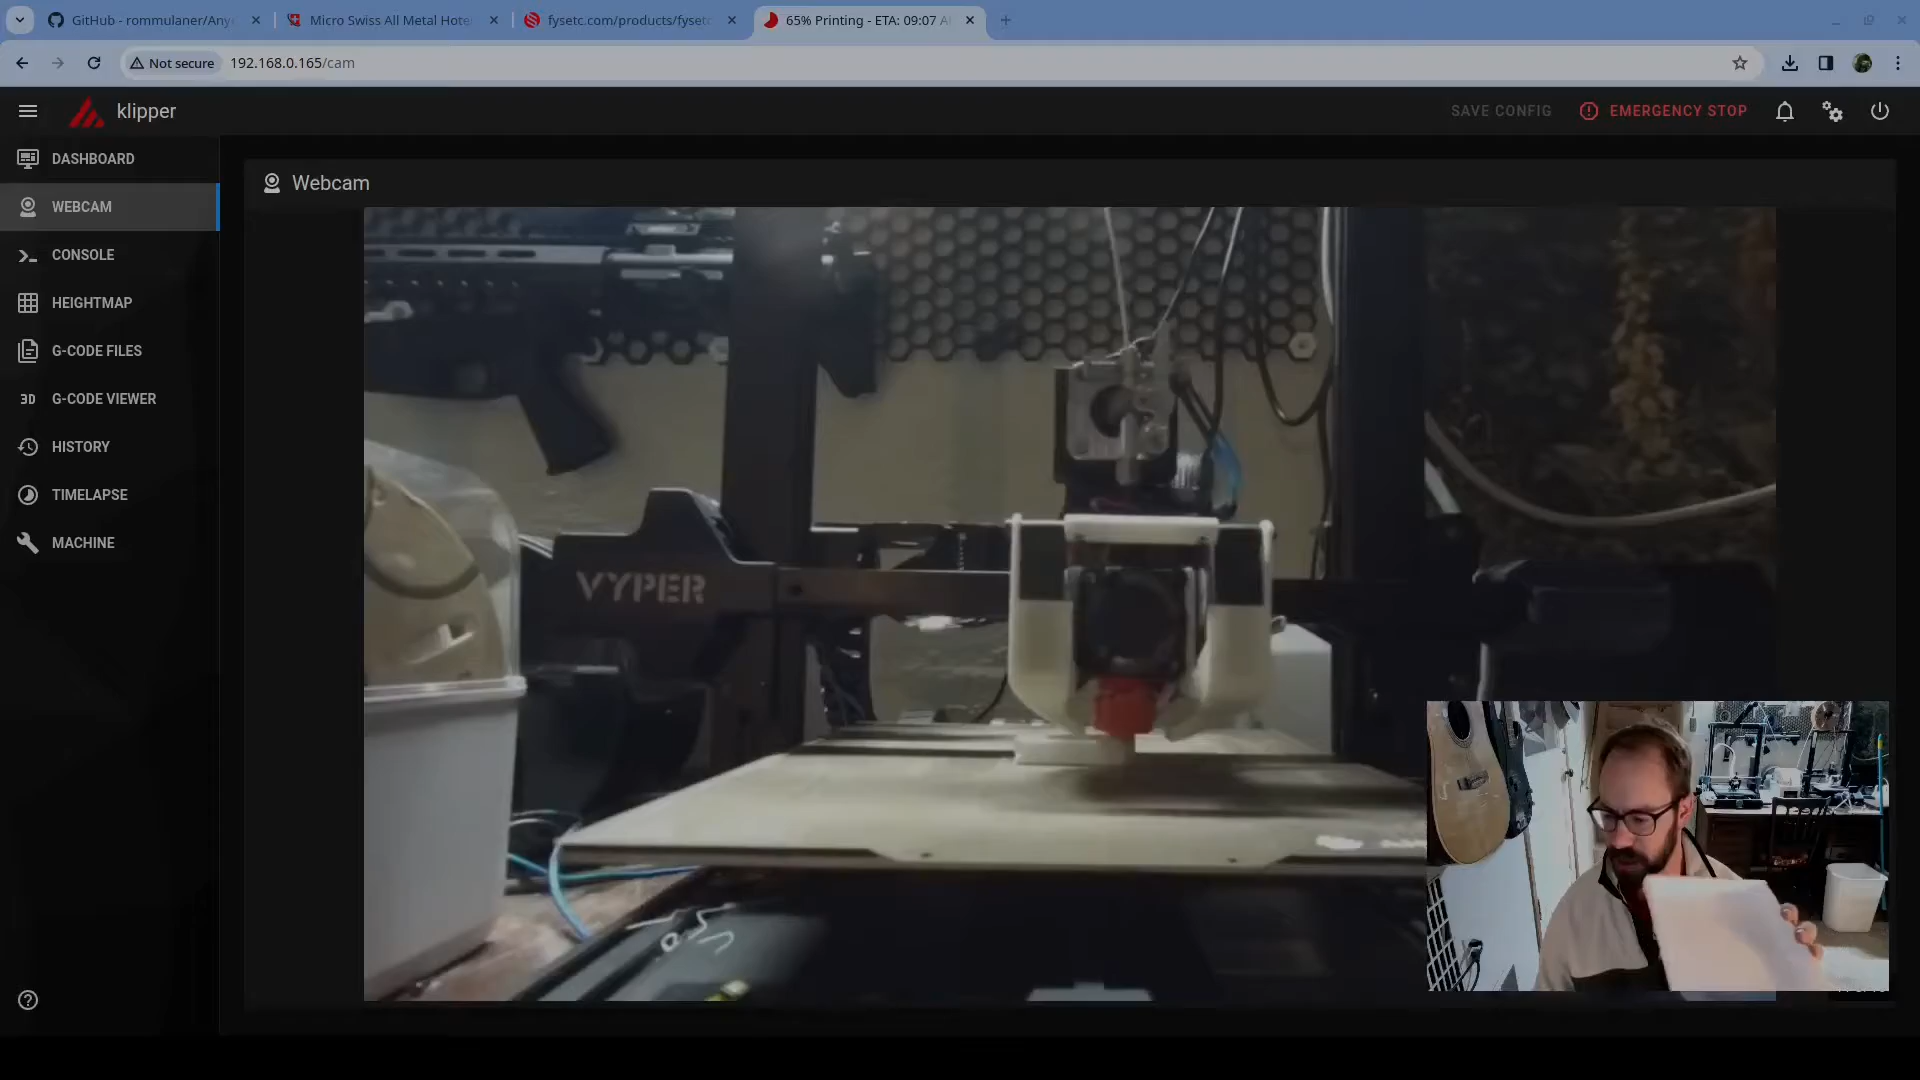 GitHub - rommulaner/Any
Micro Swiss All Metal Hote
fysetc.com/products/fysetc
65% Printing - ETA: 09:07 A
Not secure
192.168.0.165/cam
klipper
SAVE CONFIG
EMERGENCY STOP
DASHBOARD
WEBCAM
CONSOLE
HEIGHTMAP
G-CODE FILES
3D
G-CODE VIEWER
HISTORY
TIMELAPSE
MACHINE
Webcam
VYPER